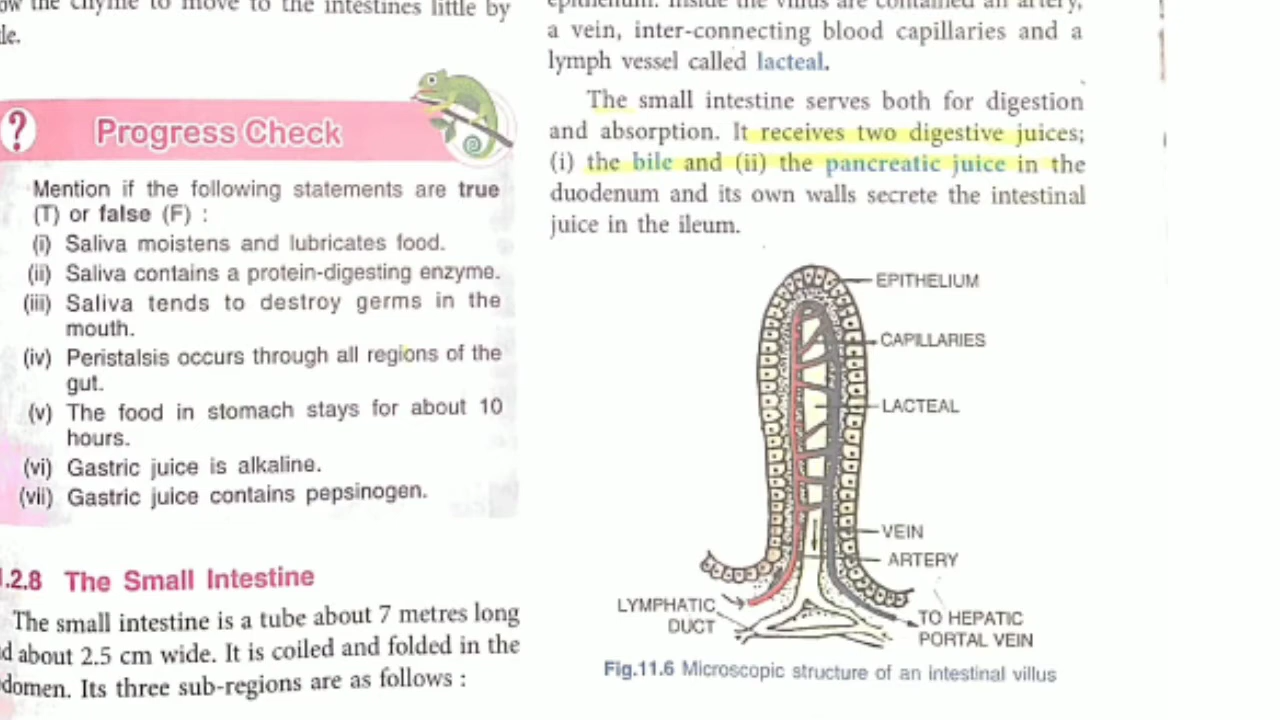 the chyme to move to the intestines little by
?
Progress Check
Mention if the following statements are true
(T) or false (F) :
(i) Saliva moistens and lubricates food.
(ii) Saliva contains a protein-digesting enzyme.
(iii) Saliva tends to destroy germs in the
mouth.
(iv) Peristalsis occurs through all regions of the
gut.
(v) The food in stomach stays for about 10
hours.
(vi) Gastric juice is alkaline.
(vii) Gastric juice contains pepsinogen.
.2.8 The Small Intestine
The small intestine is a tube about 7 metres long
about 2.5 cm wide. It is coiled and folded in the
domen. Its three sub-regions are as follows :
epithelium. Inside the villus are contained an artery,
a vein, inter-connecting blood capillaries and a
lymph vessel called lacteal.
The small intestine serves both for digestion
and absorption. It receives two digestive juices;
(i) the bile and (ii) the pancreatic juice in the
duodenum and its own walls secrete the intestinal
juice in the ileum.
EPITHELIUM
CAPILLARIES
LACTEAL
VEIN
ARTERY
LYMPHATIC
DUCT
TO HEPATIC
PORTAL VEIN
Fig.11.6 Microscopic structure of an intestinal villus